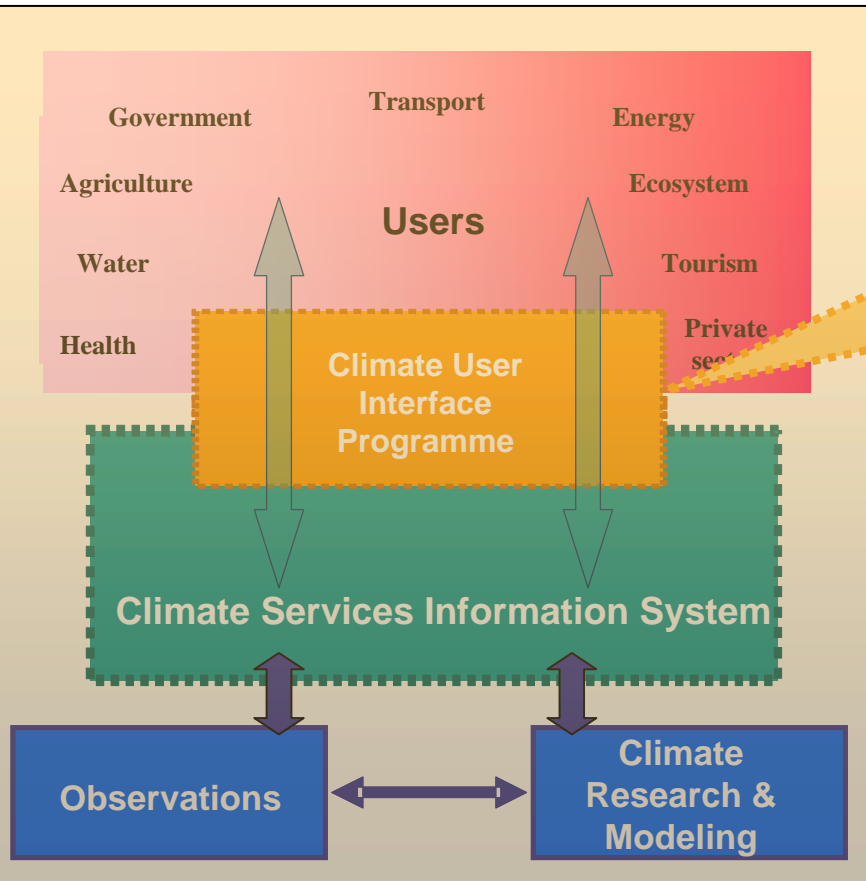 Transport
Government
Energy
Agriculture
Ecosystem
Users
Water
Tourism
Private
Health
Climate User
Interface
Programme
Climate Services Information System
Observations
Climate
Research &
Modeling